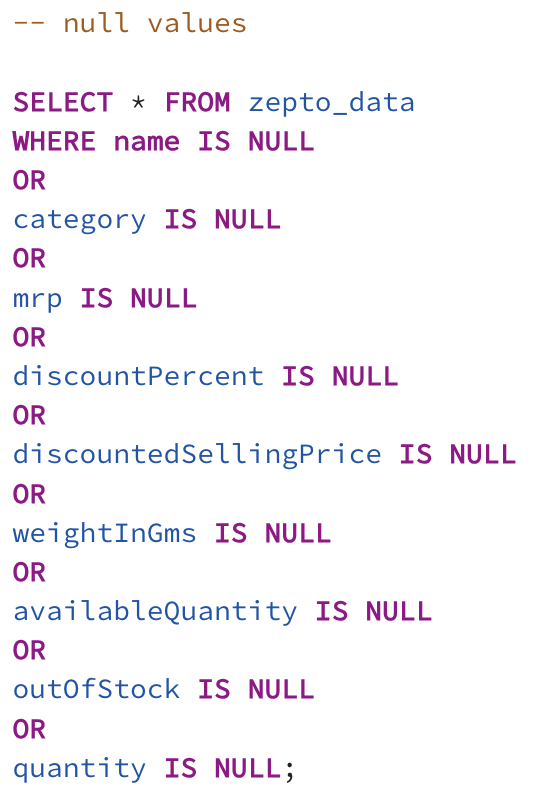 -- null values
SELECT * FROM zepto_data
WHERE name IS NULL
OR
category IS NULL
OR
mrp IS NULL
OR
discountPercent IS NULL
OR
discountedSellingPrice IS NULL
OR
weightInGms IS NULL
OR
availableQuantity IS NULL
OR
outOfStock IS NULL
OR
quantity IS NULL;